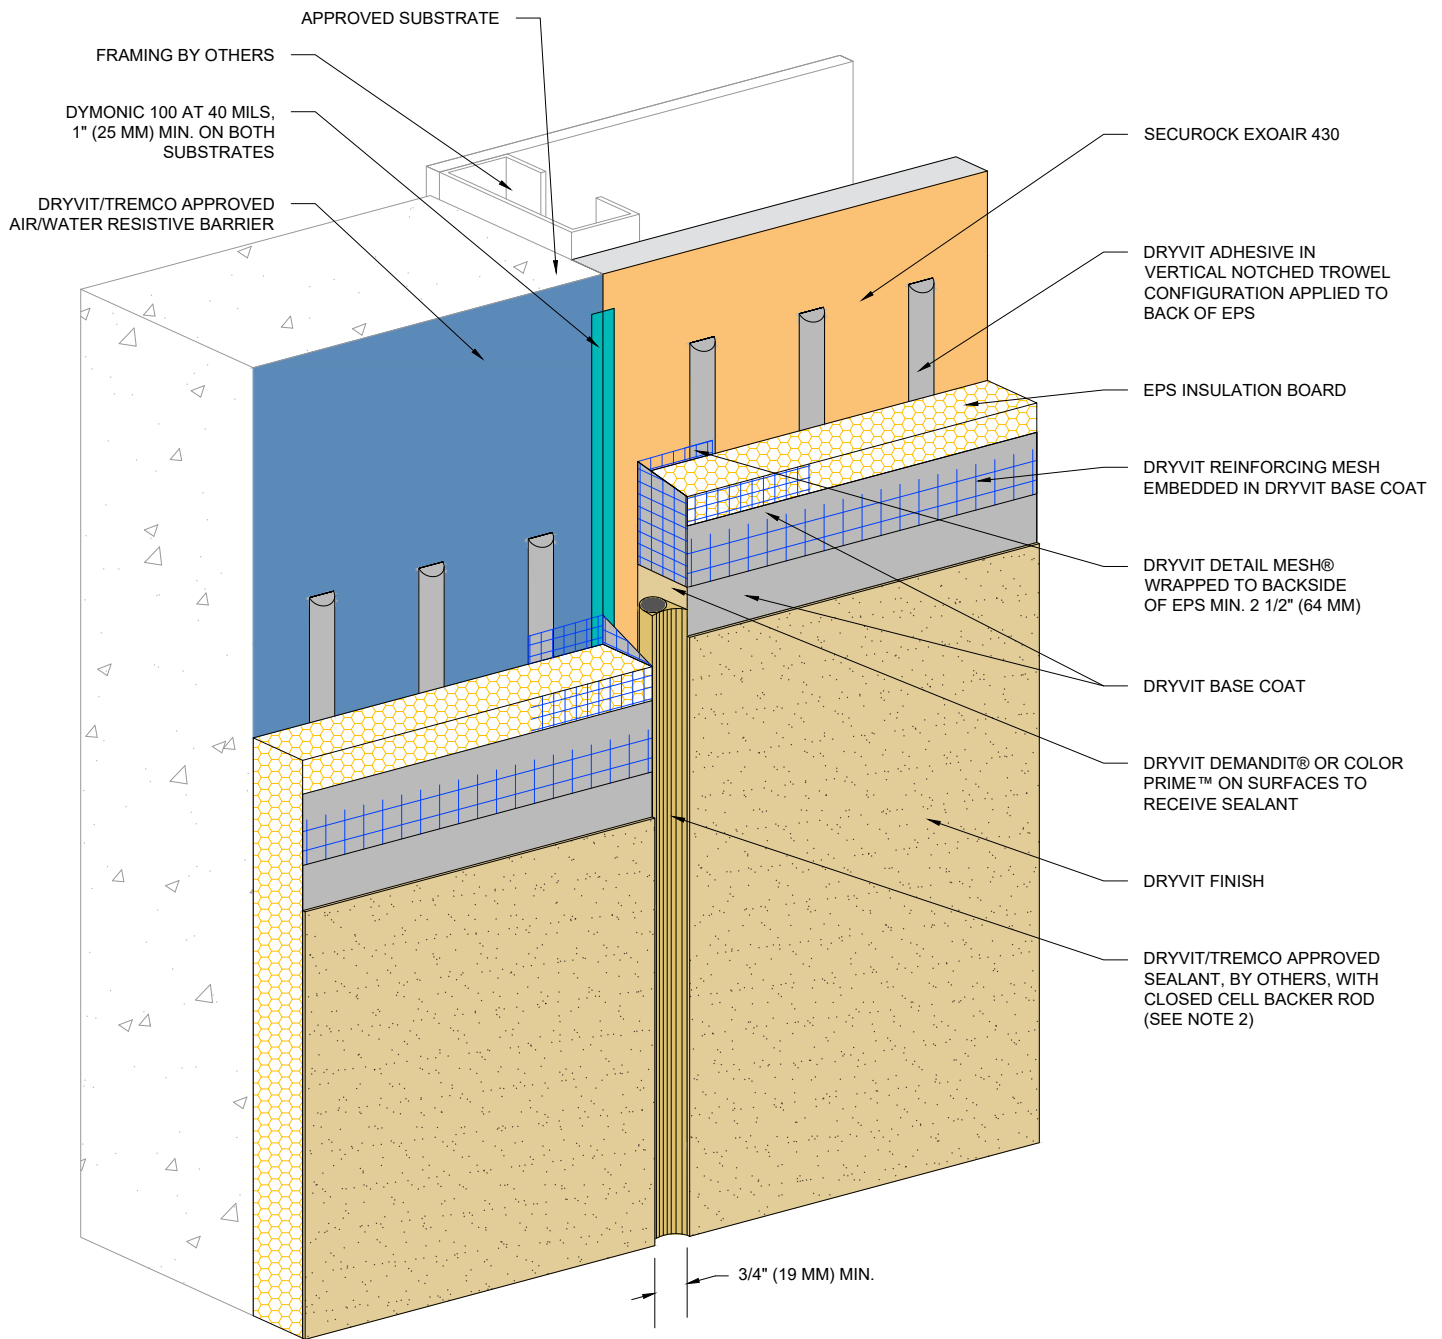 APPROVED SUBSTRATE
FRAMING BY OTHERS
DYMONIC 100 AT 40 MILS,
1" (25 MM) MIN. ON BOTH
SUBSTRATES
DRYVIT/TREMCO APPROVED
AIR/WATER RESISTIVE BARRIER
SECUROCK EXOAIR 430
DRYVIT ADHESIVE IN
VERTICAL NOTCHED TROWEL
CONFIGURATION APPLIED TO
BACK OF EPS
EPS INSULATION BOARD
DRYVIT REINFORCING MESH
EMBEDDED IN DRYVIT BASE COAT
DRYVIT DETAIL MESH®
WRAPPED TO BACKSIDE
OF EPS MIN. 2 1/2" (64 MM)
DRYVIT BASE COAT
DRYVIT DEMANDIT® OR COLOR
PRIME™ ON SURFACES TO
RECEIVE SEALANT
DRYVIT FINISH
DRYVIT/TREMCO APPROVED
SEALANT, BY OTHERS, WITH
CLOSED CELL BACKER ROD
(SEE NOTE 2)
3/4" (19 MM) MIN.